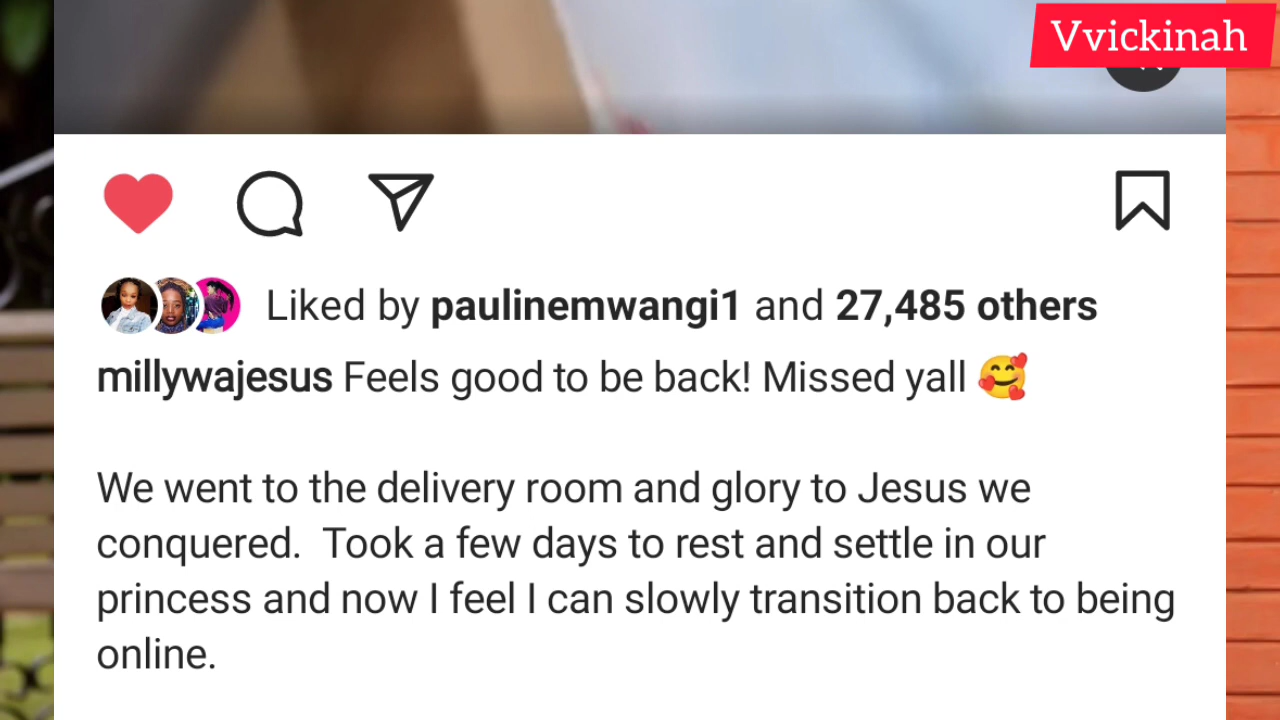 Vvickinah
Liked by paulinemwangi1 and 27,485 others
millywajesus Feels good to be back! Missed yall 🥰
We went to the delivery room and glory to Jesus we
conquered.  Took a few days to rest and settle in our
princess and now I feel I can slowly transition back to being
online.